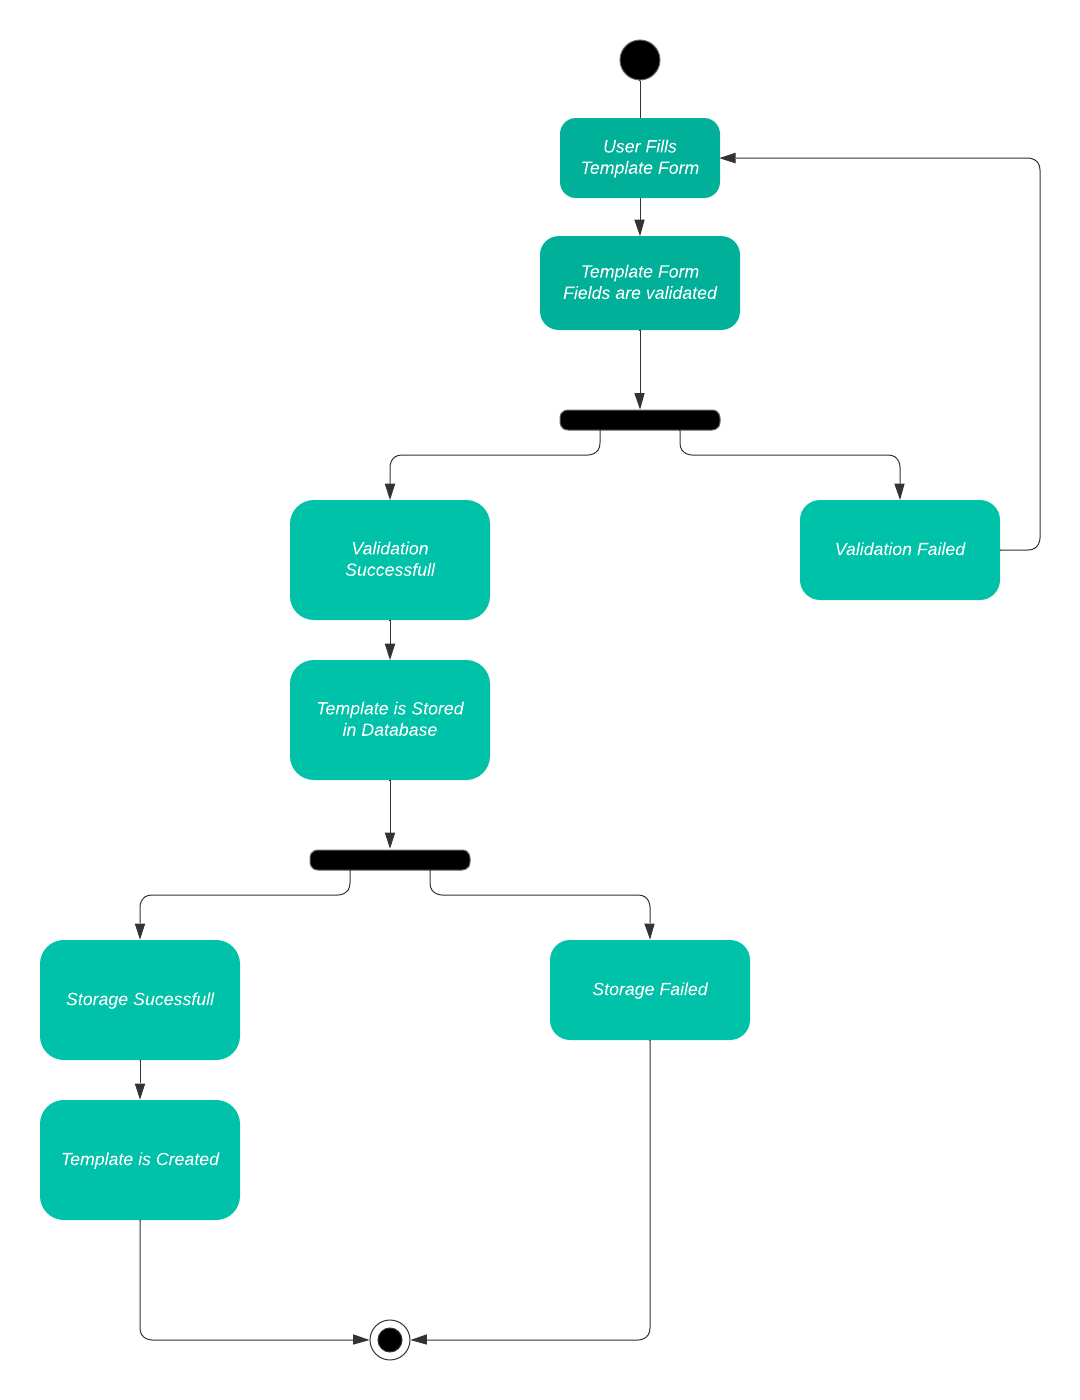 User Fills
Template Form
Template Form
Fields are validated
Validation
Successfull
Validation Failed
Template is Stored
in Database
Storage Sucessfull
Storage Failed
Template is Created